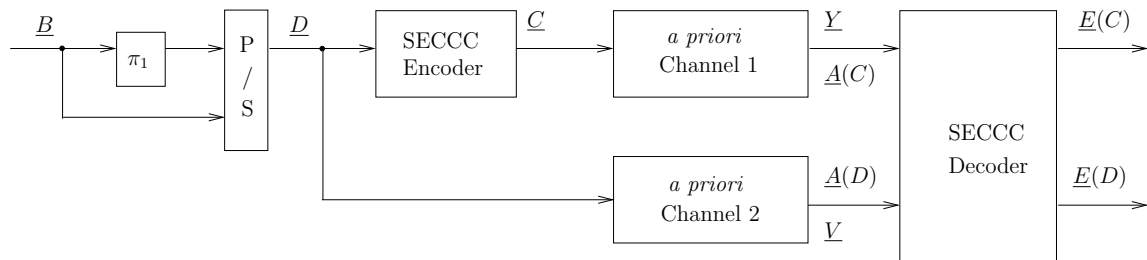 B
π₁
P
/
S
D
SECCC
Encoder
C
a priori
Channel 1
Y
A(C)
a priori
Channel 2
A(D)
V
SECCC
Decoder
E(C)
E(D)